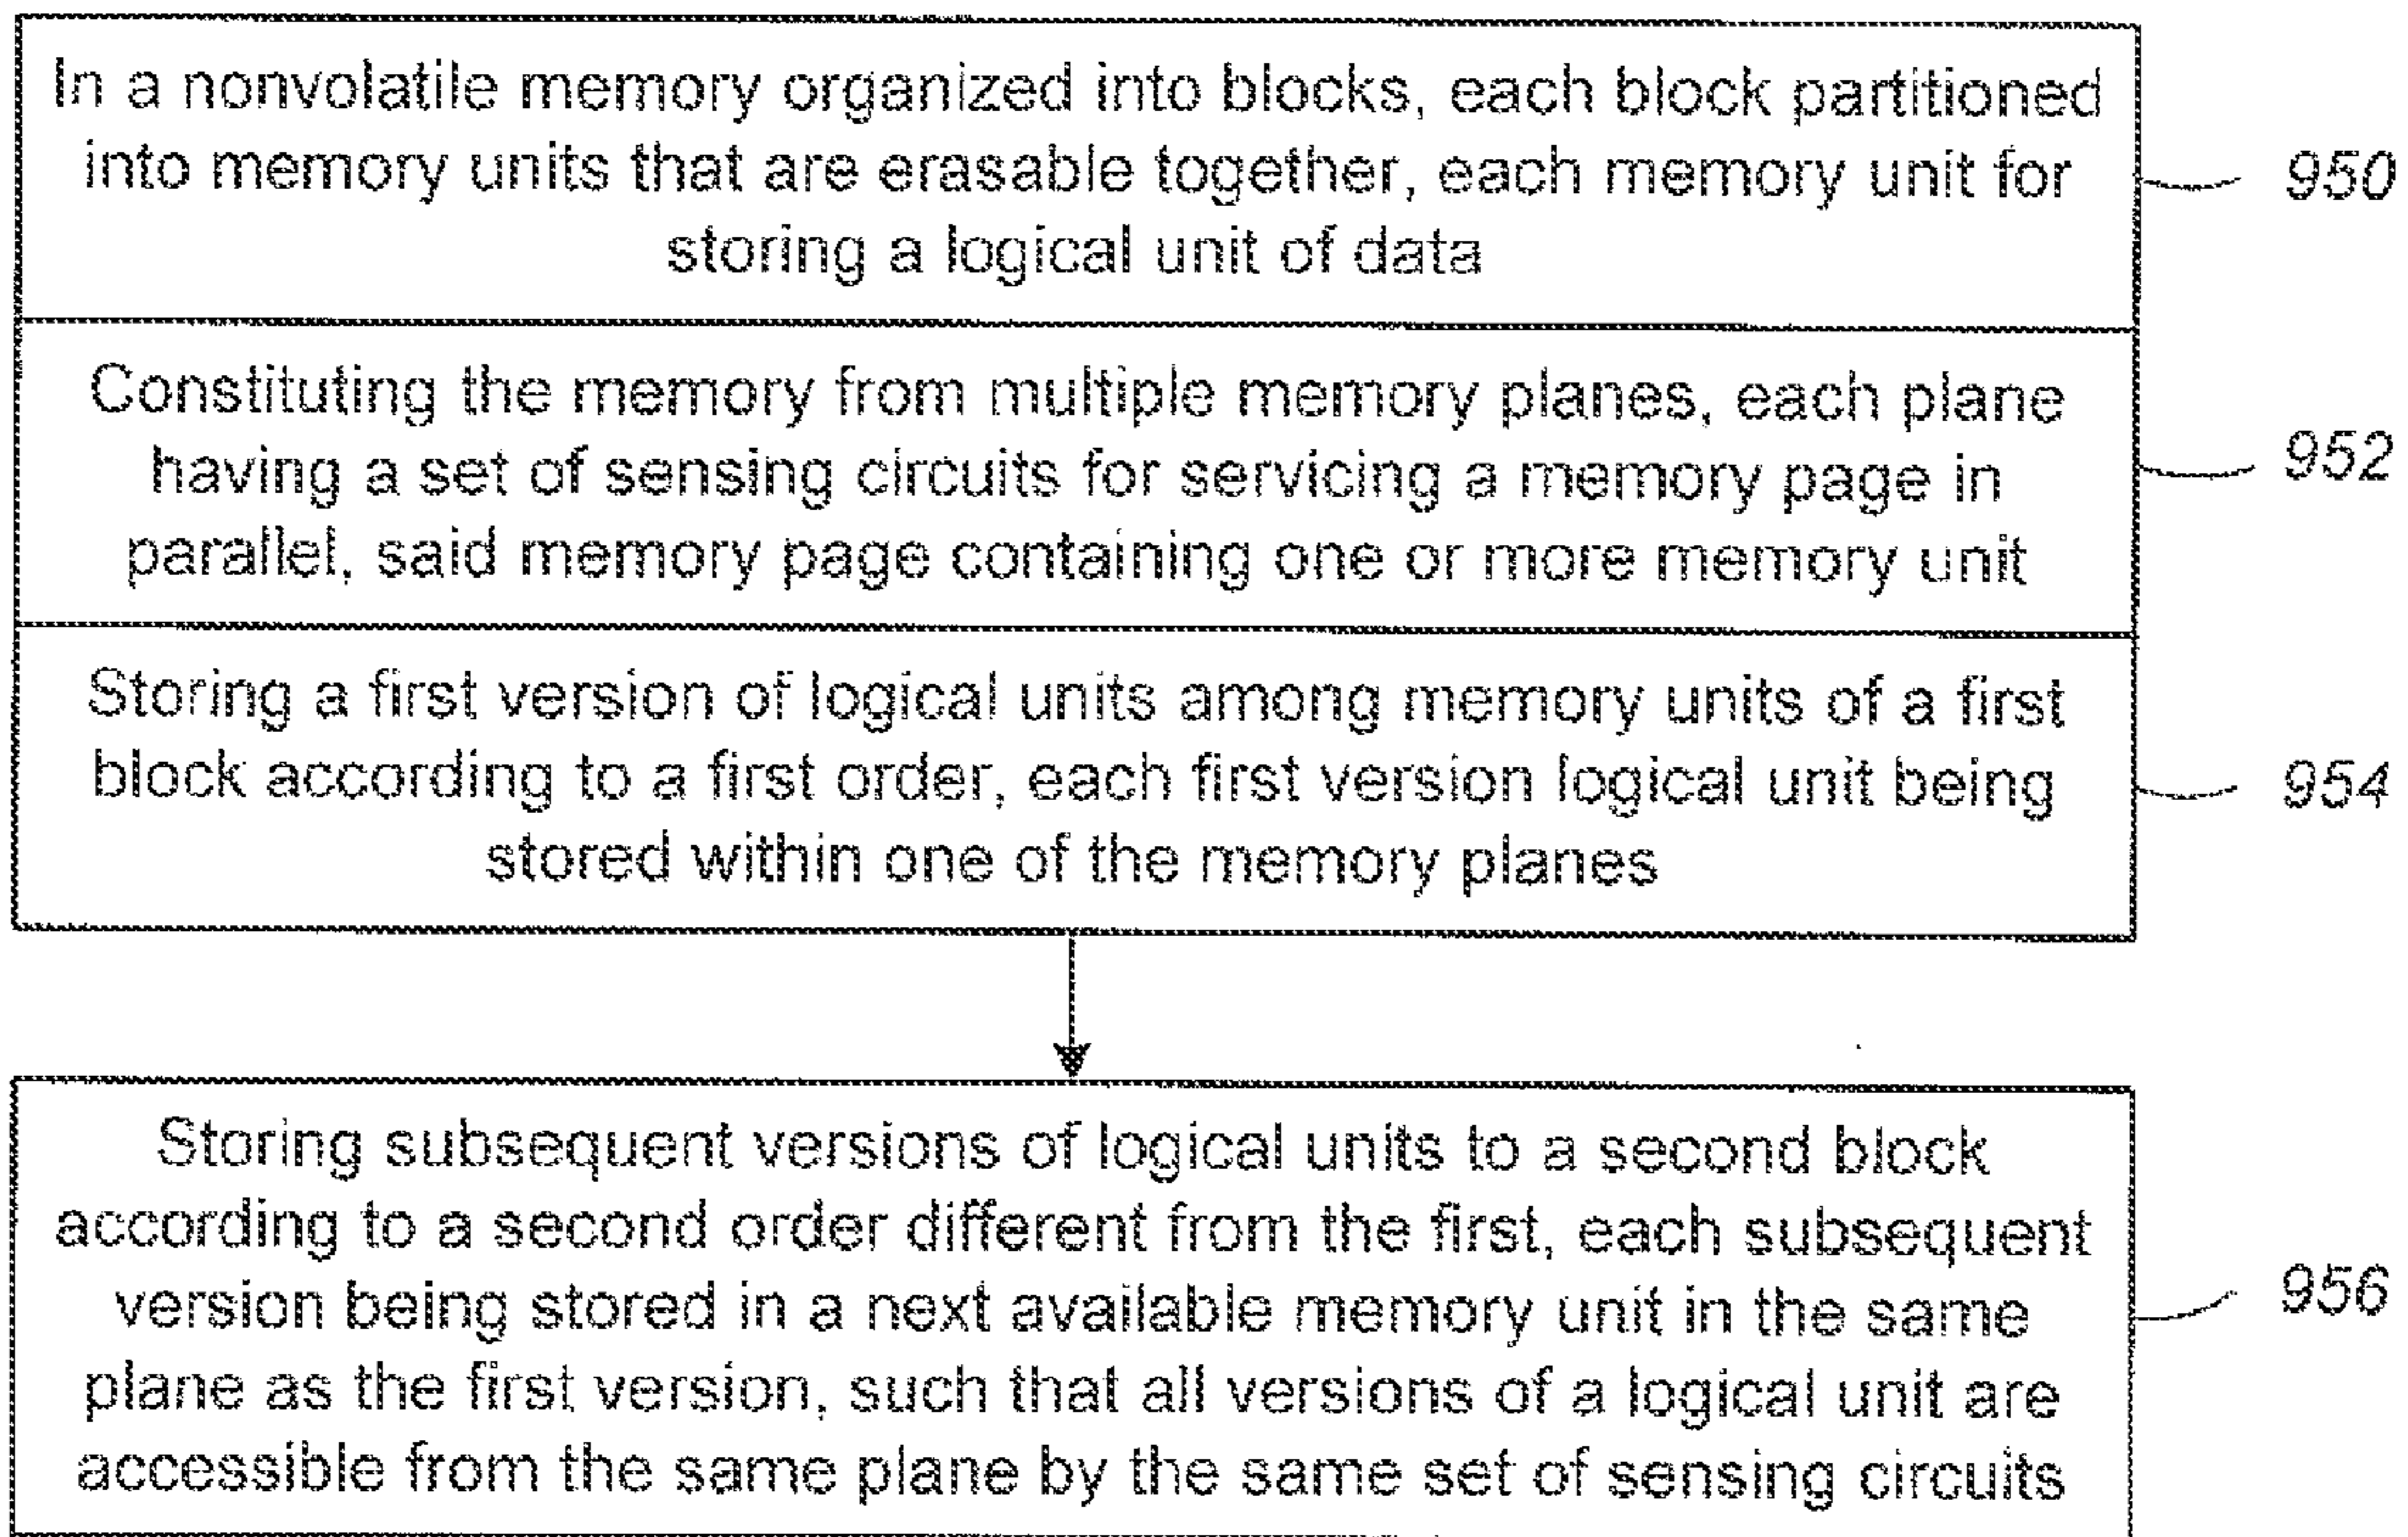 In a nonvolatile memory organized into blocks, each block partitioned
into memory units that are erasable together, each memory unit for
storing a logical unit of data
950
Constituting the memory from multiple memory planes, each plane
having a set of sensing circuits for servicing a memory page in
parallel, said memory page containing one or more memory unit
952
Storing a first version of logical units among memory units of a first
block according to a first order, each first version logical unit being
stored within one of the memory planes
954
Storing subsequent versions of logical units to a second block
according to a second order different from the first, each subsequent
version being stored in a next available memory unit in the same
plane as the first version, such that all versions of a logical unit are
accessible from the same plane by the same set of sensing circuits
956